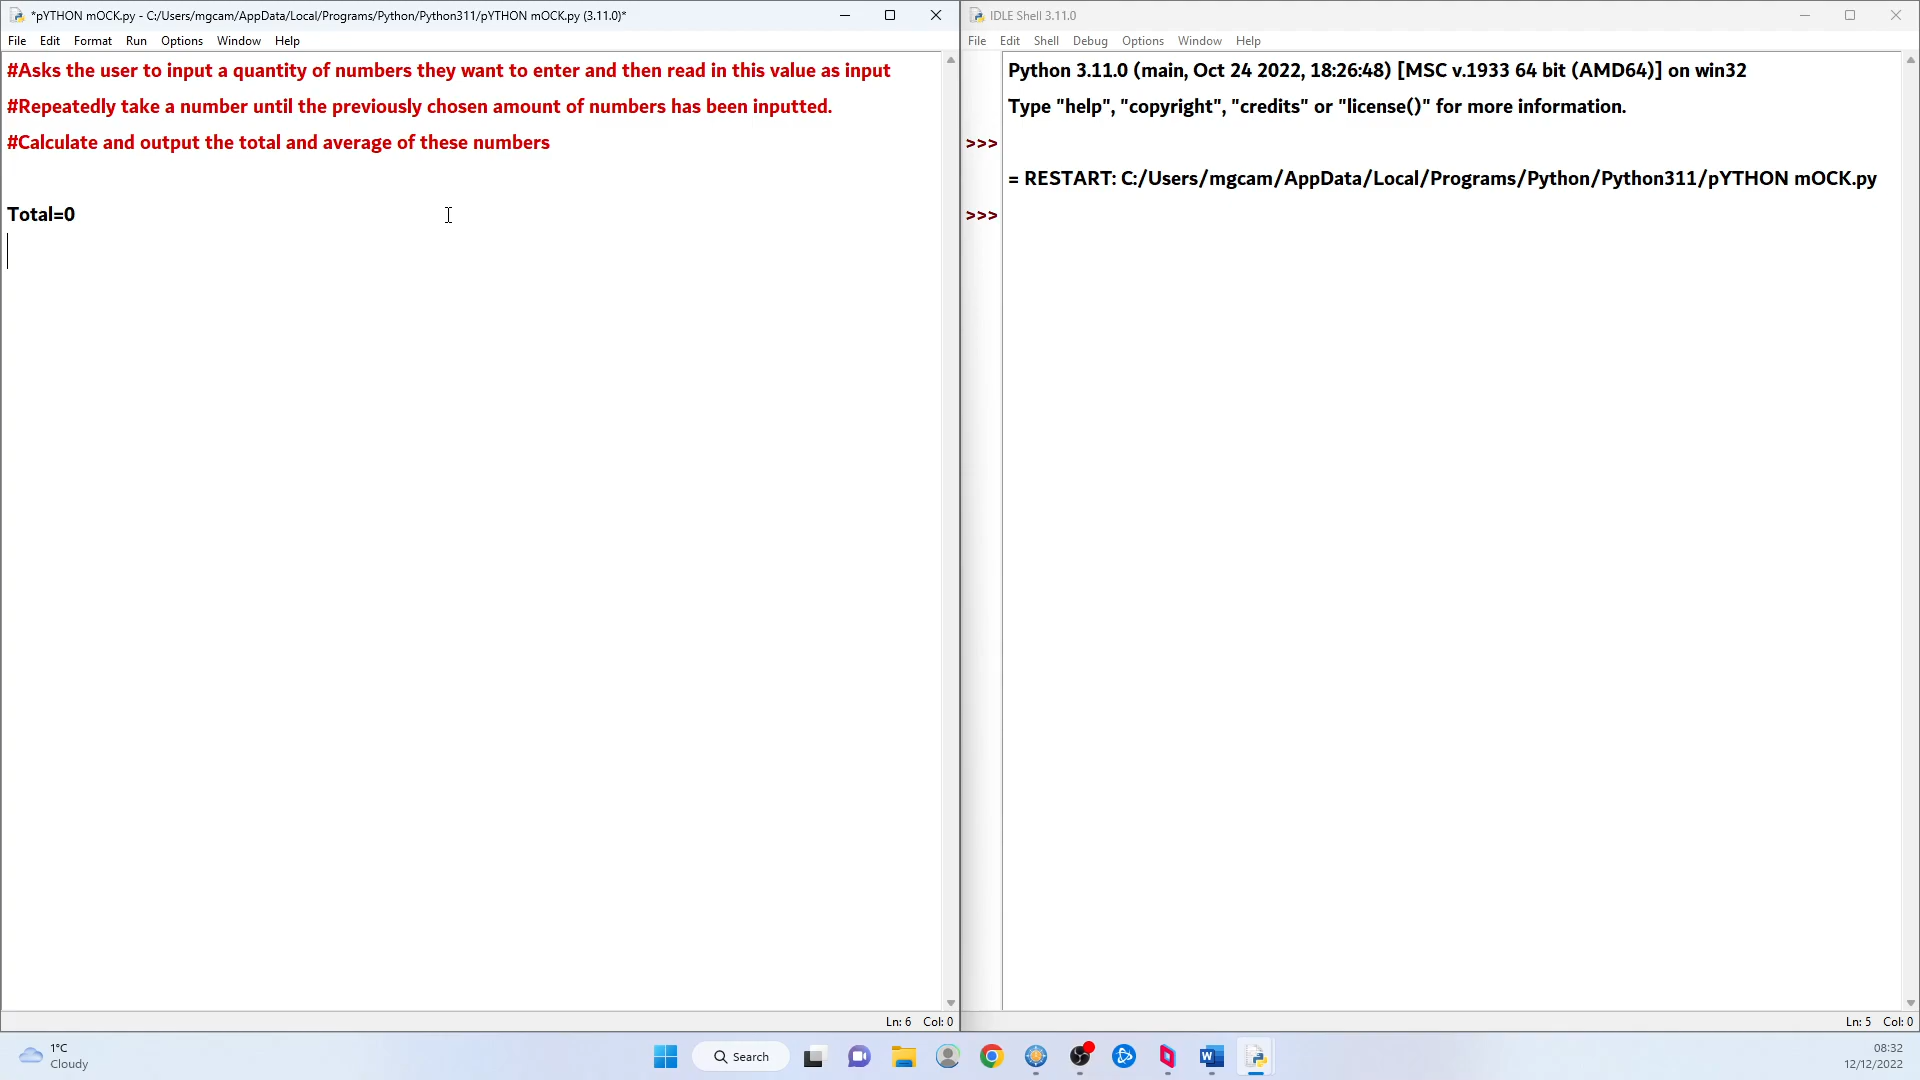 *pYTHON mOCK.py - C:/Users/mgcam/AppData/Local/Programs/Python/Python311/pYTHON mOCK.py (3.11.0)*
File Edit Format Run Options Window Help
#Asks the user to input a quantity of numbers they want to enter and then read in this value as input
#Repeatedly take a number until the previously chosen amount of numbers has been inputted.
#Calculate and output the total and average of these numbers
Total=0
Ln: 6 Col: 0
IDLE Shell 3.11.0
File Edit Shell Debug Options Window Help
Python 3.11.0 (main, Oct 24 2022, 18:26:48) [MSC v.1933 64 bit (AMD64)] on win32
Type "help", "copyright", "credits" or "license()" for more information.
>>>
= RESTART: C:/Users/mgcam/AppData/Local/Programs/Python/Python311/pYTHON mOCK.py
>>>
Ln: 5 Col: 0
1°C
Cloudy
Search
08:32
12/12/2022